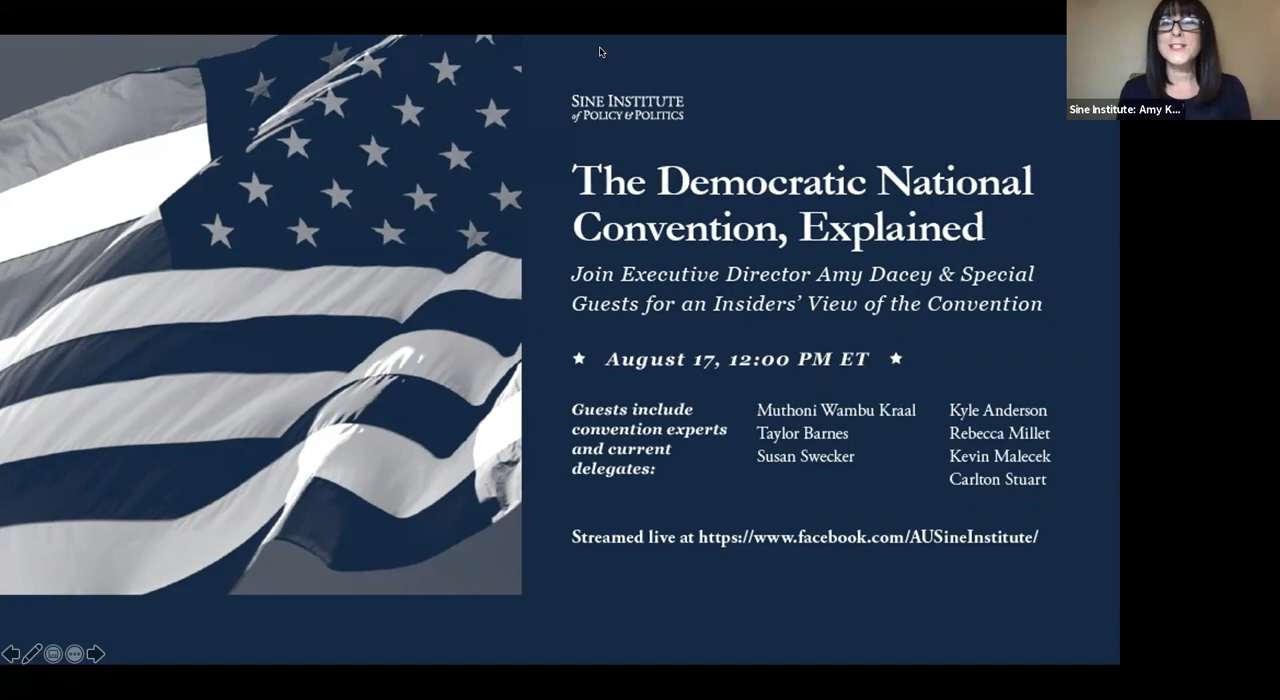 Sine Institute: Amy K...
SINE INSTITUTE
of POLICY & POLITICS
The Democratic National
Convention, Explained
Join Executive Director Amy Dacey & Special
Guests for an Insiders’ View of the Convention
August 17, 12:00 PM ET
Guests include
convention experts
and current
delegates:
Muthoni Wambu Kraal
Taylor Barnes
Susan Swecker
Kyle Anderson
Rebecca Millet
Kevin Malecek
Carlton Stuart
Streamed live at https://www.facebook.com/AUSineInstitute/